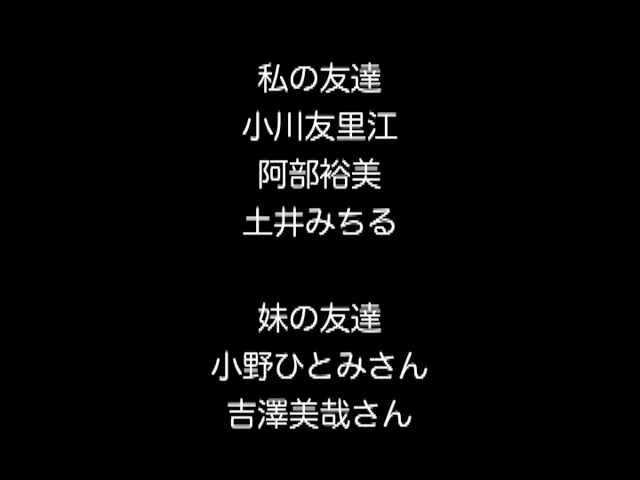 私の友達
小川友里江
阿部裕美
土井みちる
妹の友達
小野ひとみさん
吉澤美哉さん